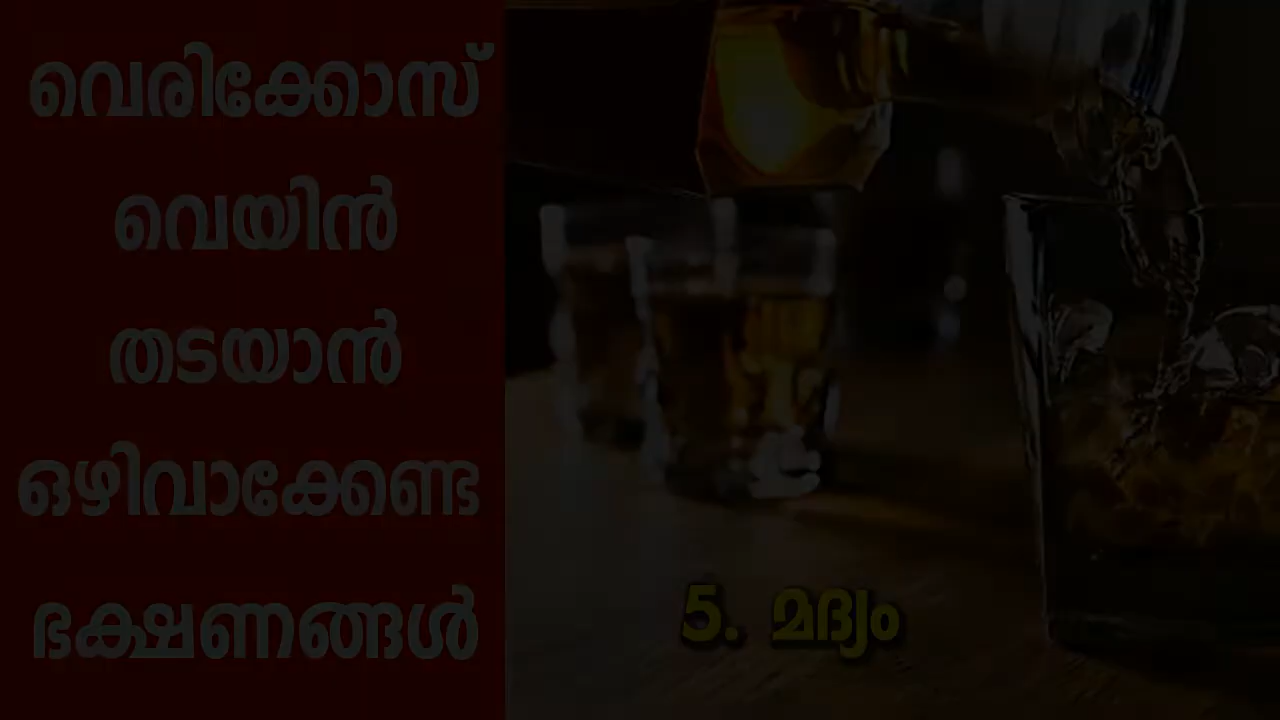 വെരിക്കോസ്
വെയിൻ
തടയാൻ
ഒഴിവാക്കേണ്ട
ഭക്ഷണങ്ങൾ
5. മദ്യം